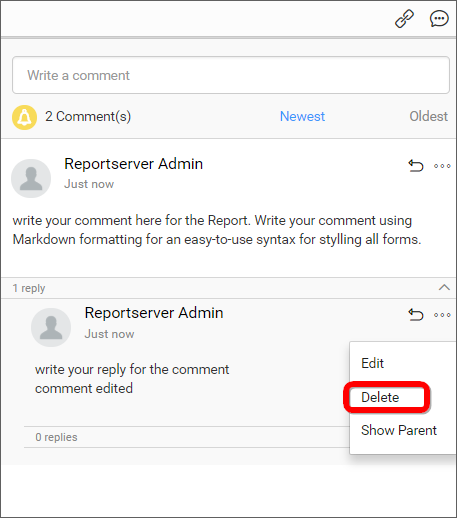 Write a comment
2 Comment(s)
Newest
Oldest
Reportserver Admin
Just now
write your comment here for the Report. Write your comment using
Markdown formatting for an easy-to-use syntax for stylling all forms.
1 reply
Reportserver Admin
Just now
write your reply for the comment
comment edited
Edit
Delete
Show Parent
0 replies